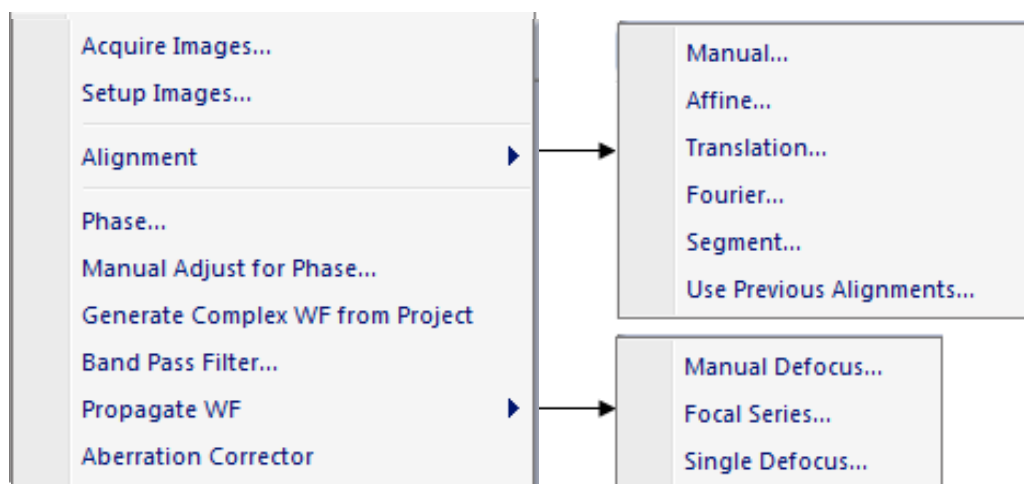 Acquire Images...
Setup Images...
Alignment
Phase...
Manual Adjust for Phase...
Generate Complex WF from Project
Band Pass Filter...
Propagate WF
Aberration Corrector
Manual...
Affine...
Translation...
Fourier...
Segment...
Use Previous Alignments...
Manual Defocus...
Focal Series...
Single Defocus...